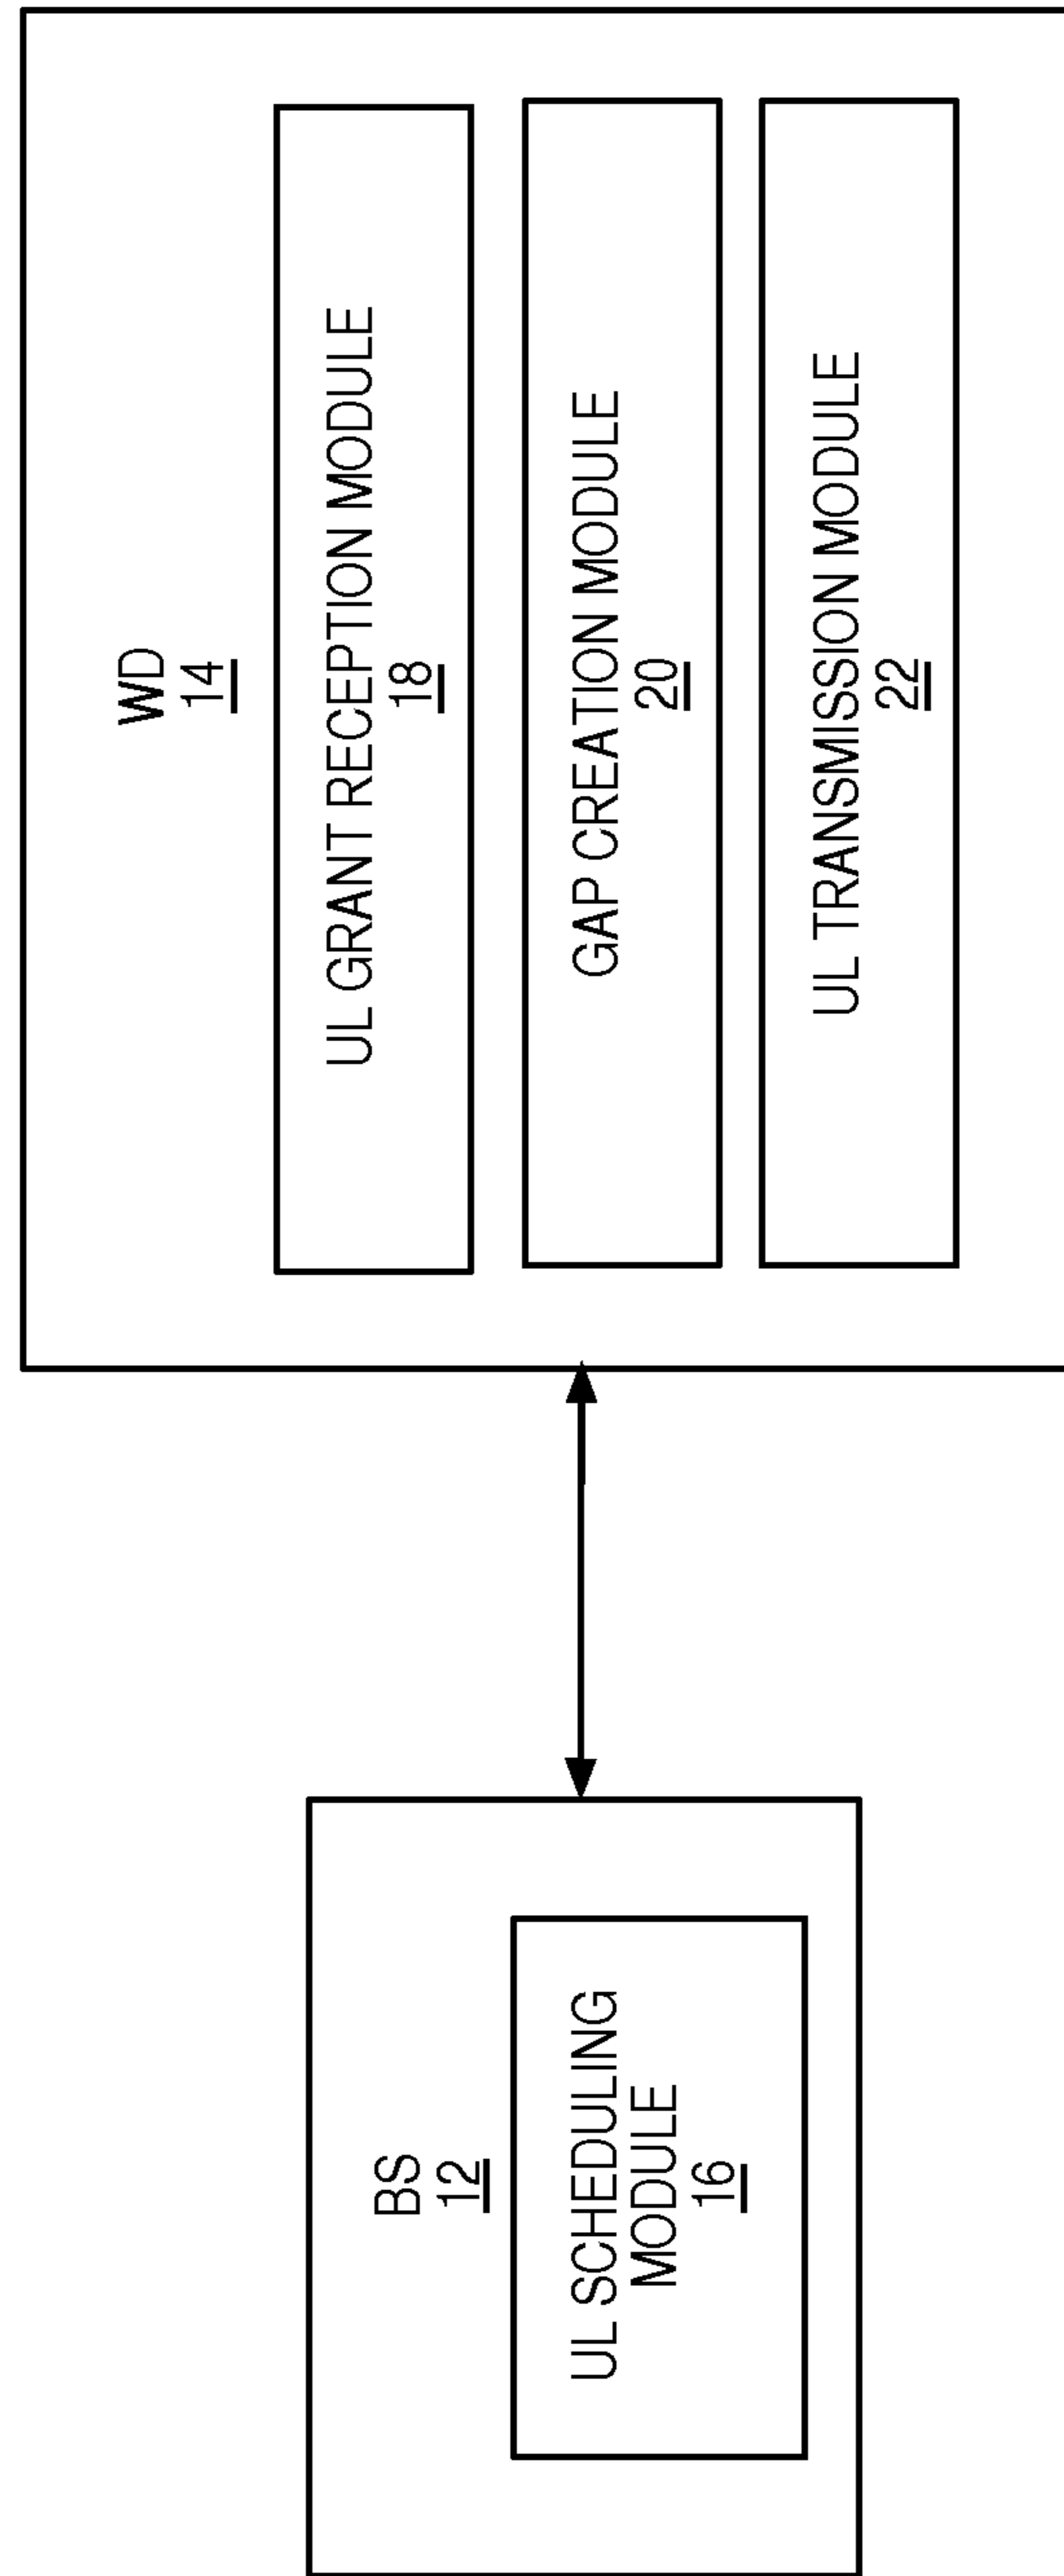 BS
12
UL SCHEDULING
MODULE
16
WD
14
UL GRANT RECEPTION MODULE
18
GAP CREATION MODULE
20
UL TRANSMISSION MODULE
22